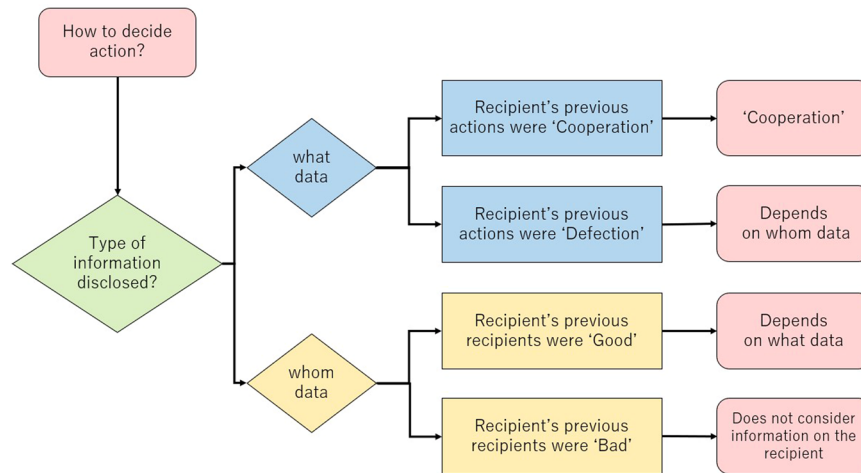 How to decide
action?
Type of
information
disclosed?
what
data
Recipient's previous
actions were ‘Cooperation’
‘Cooperation’
Recipient's previous
actions were ‘Defection’
Depends
on whom data
whom
data
Recipient's previous
recipients were ‘Good’
Depends
on what data
Recipient's previous
recipients were ‘Bad’
Does not consider
information on the
recipient